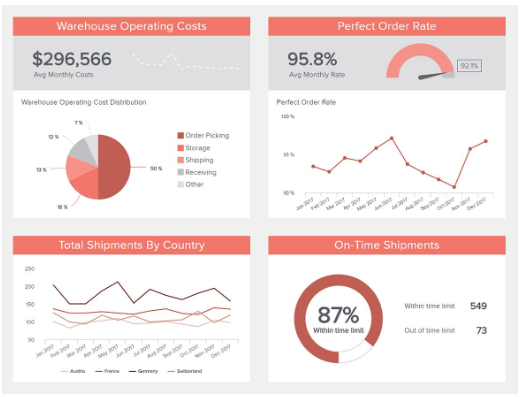 Warehouse Operating Costs
$296,566
Avg Monthly Costs
Warehouse Operating Cost Distribution
7 %
12 %
13 %
18 %
50 %
Order Picking
Storage
Shipping
Receiving
Other
Perfect Order Rate
95.8%
Avg Monthly Rate
92.1%
Perfect Order Rate
100 %
95 %
90 %
Jan 2017 Feb 2017 Mar 2017 Apr 2017 May 2017 Jun 2017 Jul 2017 Aug 2017 Sep 2017 Oct 2017 Nov 2017 Dec 2017
Total Shipments By Country
250
200
150
100
50
Jan 2017 Feb 2017 Mar 2017 Apr 2017 May 2017 Jun 2017 Jul 2017 Aug 2017 Sep 2017 Oct 2017 Nov 2017 Dec 2017
Austria France Germany Switzerland
On-Time Shipments
87%
Within time limit
Within time limit 549
Out of time limit 73